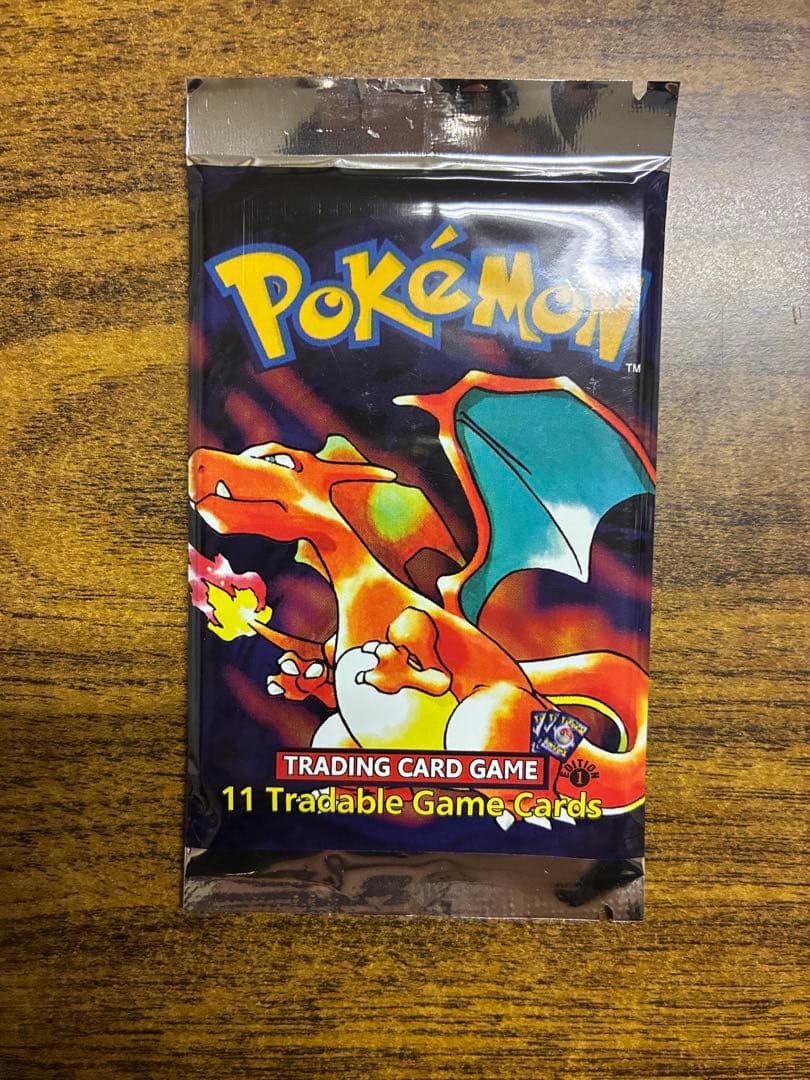 POKéMON
TM
TRADING CARD GAME
EDITION
1
11 Tradable Game Cards